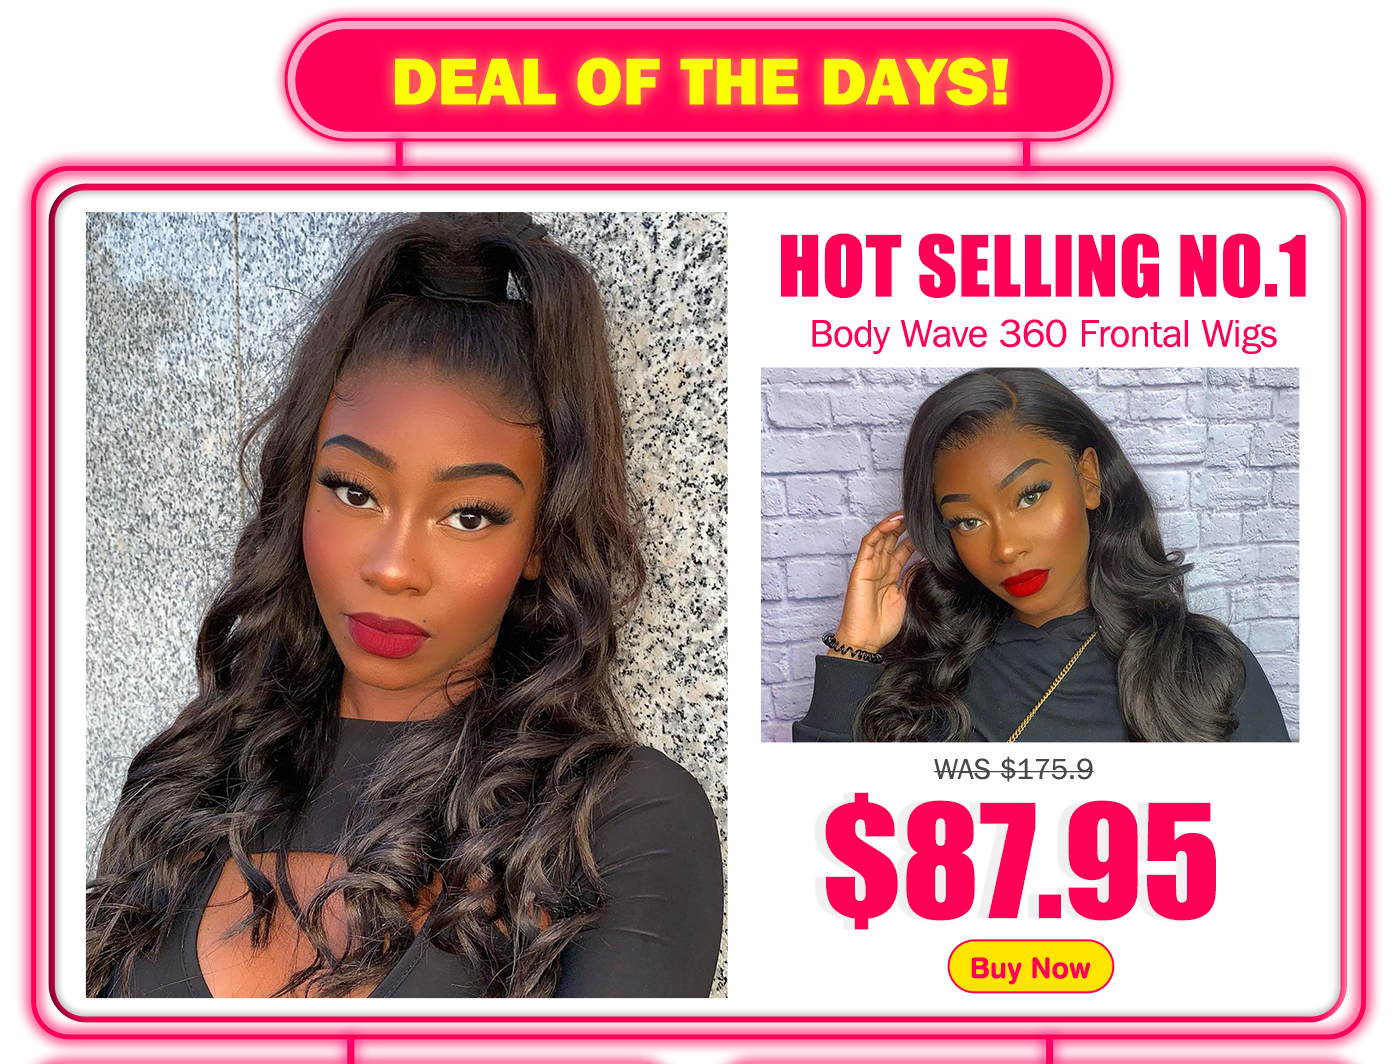 DEAL OF THE DAYS!
HOT SELLING NO.1
Body Wave 360 Frontal Wigs
WAS $175.9
$87.95
Buy Now